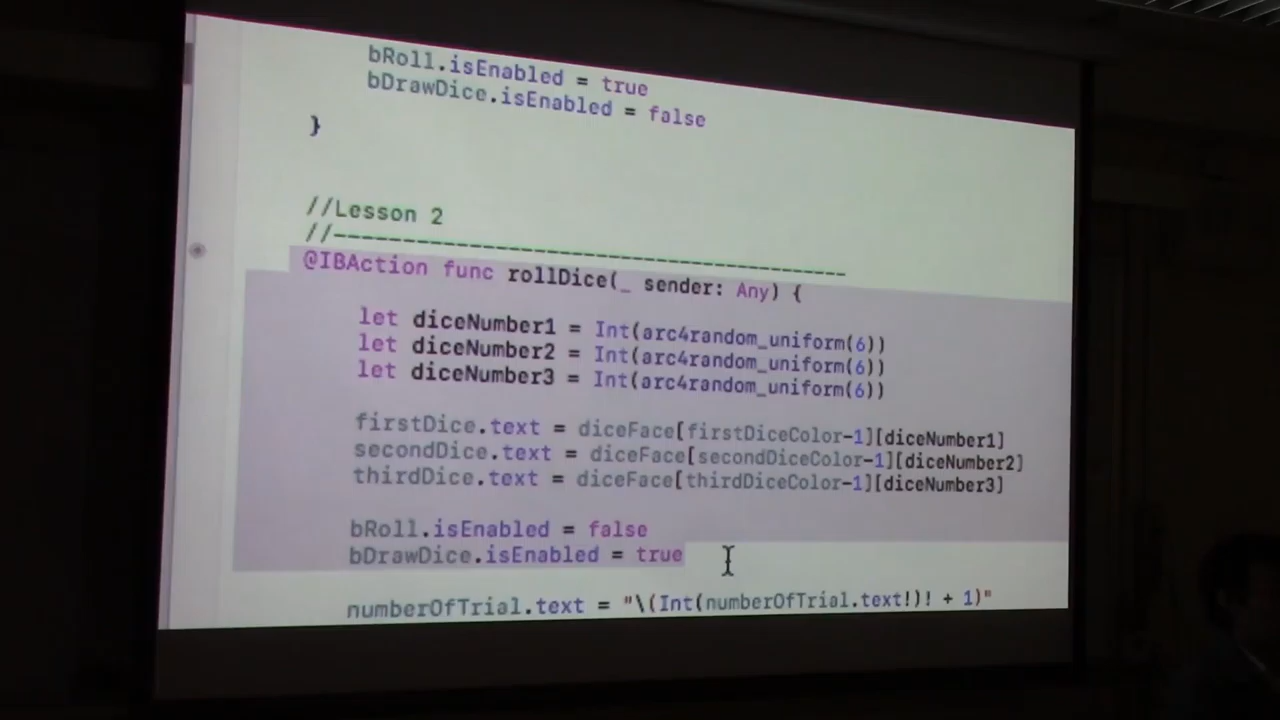 bRoll.isEnabled = true
bDrawDice.isEnabled = false
}
//Lesson 2
//---------------------------------------------
@IBAction func rollDice(_ sender: Any) {
let diceNumber1 = Int(arc4random_uniform(6))
let diceNumber2 = Int(arc4random_uniform(6))
let diceNumber3 = Int(arc4random_uniform(6))
firstDice.text = diceFace[firstDiceColor-1][diceNumber1]
secondDice.text = diceFace[secondDiceColor-1][diceNumber2]
thirdDice.text = diceFace[thirdDiceColor-1][diceNumber3]
bRoll.isEnabled = false
bDrawDice.isEnabled = true
numberOfTrial.text = "\(Int(numberOfTrial.text!)! + 1)"